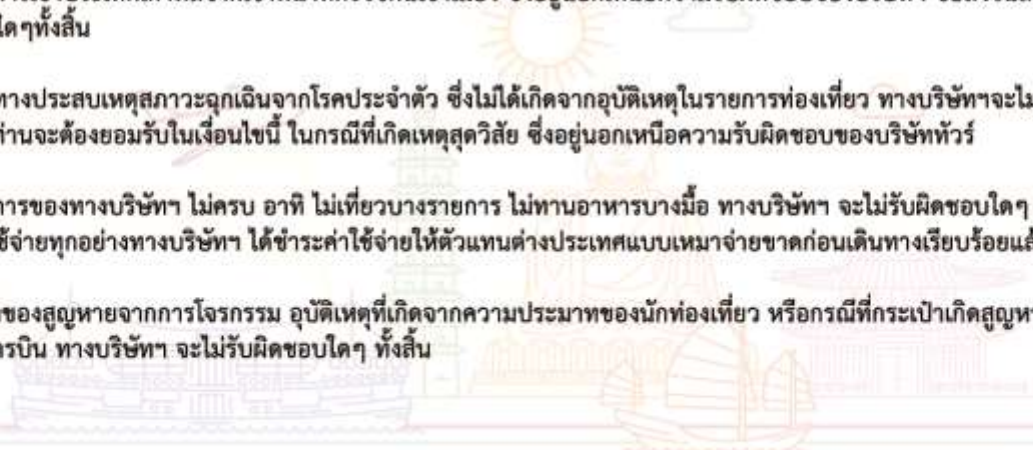 ใดๆทั้งสิ้น
ทางประสบเหตุสภาวะฉุกเฉินจากโรคประจำตัว ซึ่งไม่ได้เกิดจากอุบัติเหตุในรายการท่องเที่ยว ทางบริษัทฯจะไม่
ท่านจะต้องยอมรับในเงื่อนไขนี้ ในกรณีที่เกิดเหตุสุดวิสัย ซึ่งอยู่นอกเหนือความรับผิดชอบของบริษัททัวร์
การของทางบริษัทฯ ไม่ครบ อาทิ ไม่เที่ยวบางรายการ ไม่ทานอาหารบางมื้อ ทางบริษัทฯ จะไม่รับผิดชอบใดๆ
ใช้จ่ายทุกอย่างทางบริษัทฯ ได้ชำระค่าใช้จ่ายให้ตัวแทนต่างประเทศแบบเหมาจ่ายขาดก่อนเดินทางเรียบร้อยแล้
ของสูญหายจากการโจรกรรม อุบัติเหตุที่เกิดจากความประมาทของนักท่องเที่ยว หรือกรณีที่กระเป๋าเกิดสูญห
ารบิน ทางบริษัทฯ จะไม่รับผิดชอบใดๆ ทั้งสิ้น